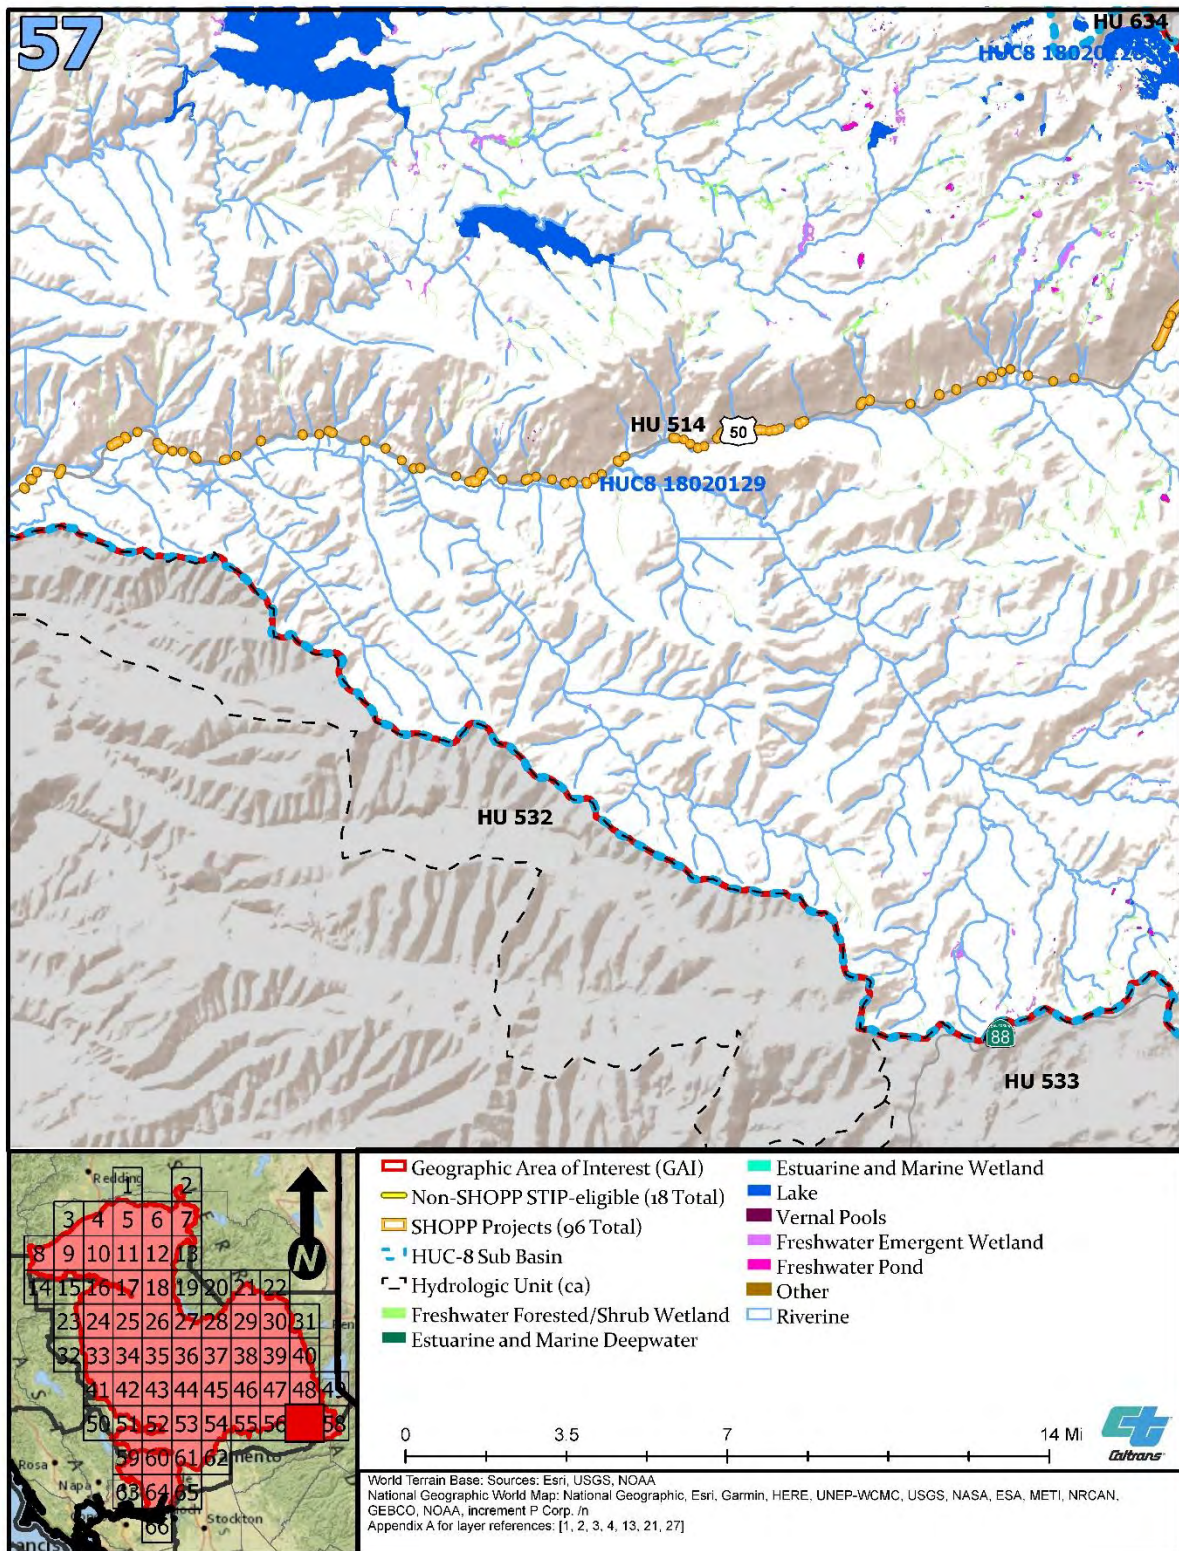 57
HU 634
HUC8 180201
HU 514
50
HUC8 18020129
HU 532
88
HU 533
Redding
1 2
3 4 5 6 7
8 9 10 11 12 13
14 15 16 17 18 19 20 21 22
23 24 25 26 27 28 29 30 31
32 33 34 35 36 37 38 39 40
41 42 43 44 45 46 47 48 49
50 51 52 53 54 55 56 58
59 60 61 62 mento
Rosa
Napa 63 64 65
66 Stockton
ancis
N
Geographic Area of Interest (GAI)
Non-SHOPP STIP-eligible (18 Total)
SHOPP Projects (96 Total)
HUC-8 Sub Basin
Hydrologic Unit (ca)
Freshwater Forested/Shrub Wetland
Estuarine and Marine Deepwater
Estuarine and Marine Wetland
Lake
Vernal Pools
Freshwater Emergent Wetland
Freshwater Pond
Other
Riverine
0 3.5 7 14 Mi
Caltrans
World Terrain Base: Sources: Esri, USGS, NOAA
National Geographic World Map: National Geographic, Esri, Garmin, HERE, UNEP-WCMC, USGS, NASA, ESA, METI, NRCAN,
GEBCO, NOAA, increment P Corp. /n
Appendix A for layer references: [1, 2, 3, 4, 13, 21, 27]